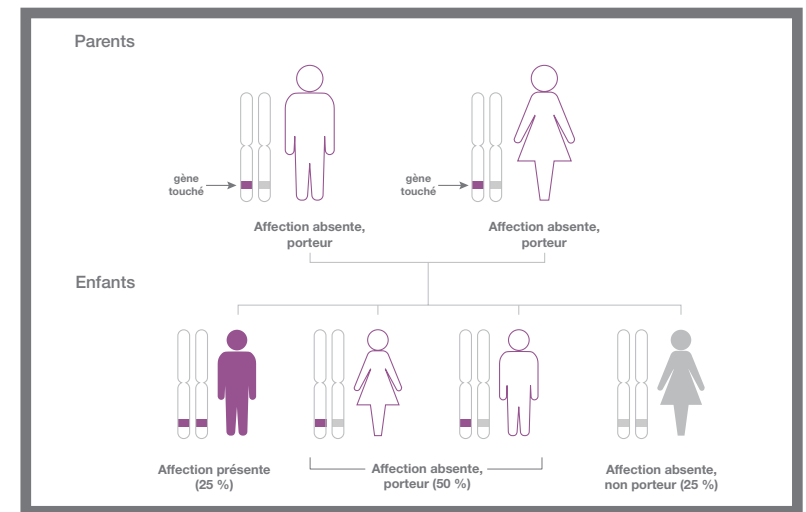 Parents
gène
touché
gène
touché
Affection absente,
porteur
Affection absente,
porteur
Enfants
Affection présente
(25 %)
Affection absente,
porteur (50 %)
Affection absente,
non porteur (25 %)